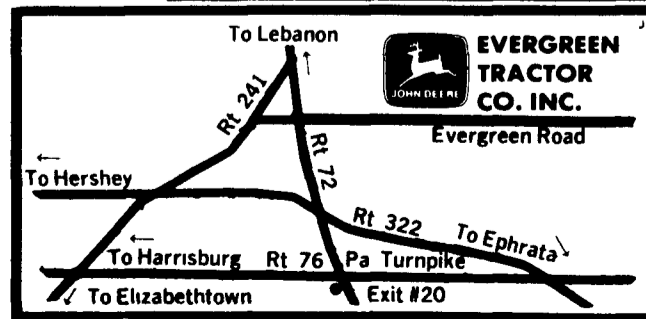 To Lebanon
EVERGREEN
TRACTOR
CO. INC.
JOHN DEERE
Rt 241
Evergreen Road
Rt 72
To Hershey
Rt 322
To Ephrata
To Harrisburg Rt 76 Pa Turnpike
To Elizabethtown
Exit #20